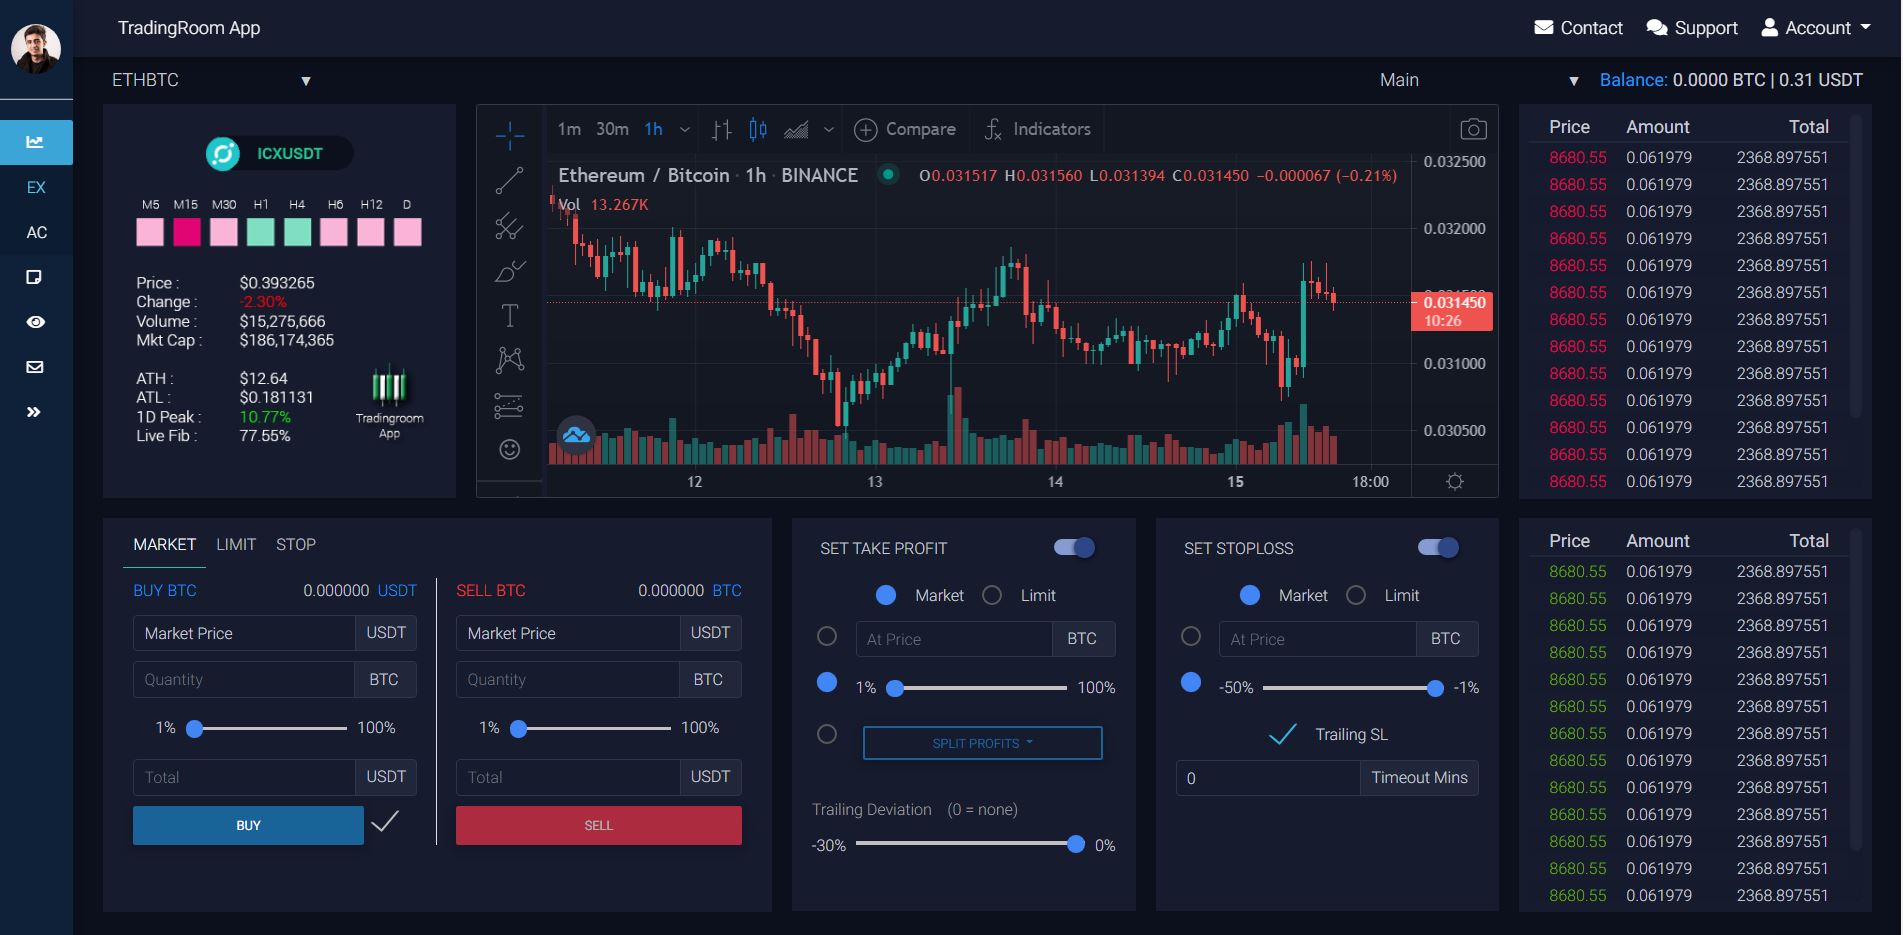 TradingRoom App
Contact Support Account
ETHBTC
Main
Balance: 0.0000 BTC | 0.31 USDT
EX
AC
ICXUSDT
M5 M15 M30 H1 H4 H6 H12 D
Price : $0.393265
Change : -2.30%
Volume : $15,275,666
Mkt Cap : $186,174,365
ATH : $12.64
ATL : $0.181131
1D Peak : 10.77%
Live Fib : 77.55%
Tradingroom
App
1m 30m 1h Compare Indicators
Ethereum / Bitcoin · 1h · BINANCE O0.031517 H0.031560 L0.031394 C0.031450 −0.000067 (−0.21%)
Vol 13.267K
0.032500
0.032000
0.031450
10:26
0.031000
0.030500
12 13 14 15 18:00
Price Amount Total
8680.55 0.061979 2368.897551
8680.55 0.061979 2368.897551
8680.55 0.061979 2368.897551
8680.55 0.061979 2368.897551
8680.55 0.061979 2368.897551
8680.55 0.061979 2368.897551
8680.55 0.061979 2368.897551
8680.55 0.061979 2368.897551
8680.55 0.061979 2368.897551
8680.55 0.061979 2368.897551
8680.55 0.061979 2368.897551
8680.55 0.061979 2368.897551
8680.55 0.061979 2368.897551
MARKET LIMIT STOP
BUY BTC 0.000000 USDT
Market Price USDT
Quantity BTC
1% 100%
Total USDT
BUY
SELL BTC 0.000000 BTC
Market Price USDT
Quantity BTC
1% 100%
Total USDT
SELL
SET TAKE PROFIT
Market Limit
At Price BTC
1% 100%
SPLIT PROFITS
Trailing Deviation (0 = none)
-30% 0%
SET STOPLOSS
Market Limit
At Price BTC
-50% -1%
Trailing SL
0 Timeout Mins
Price Amount Total
8680.55 0.061979 2368.897551
8680.55 0.061979 2368.897551
8680.55 0.061979 2368.897551
8680.55 0.061979 2368.897551
8680.55 0.061979 2368.897551
8680.55 0.061979 2368.897551
8680.55 0.061979 2368.897551
8680.55 0.061979 2368.897551
8680.55 0.061979 2368.897551
8680.55 0.061979 2368.897551
8680.55 0.061979 2368.897551
8680.55 0.061979 2368.897551
8680.55 0.061979 2368.897551